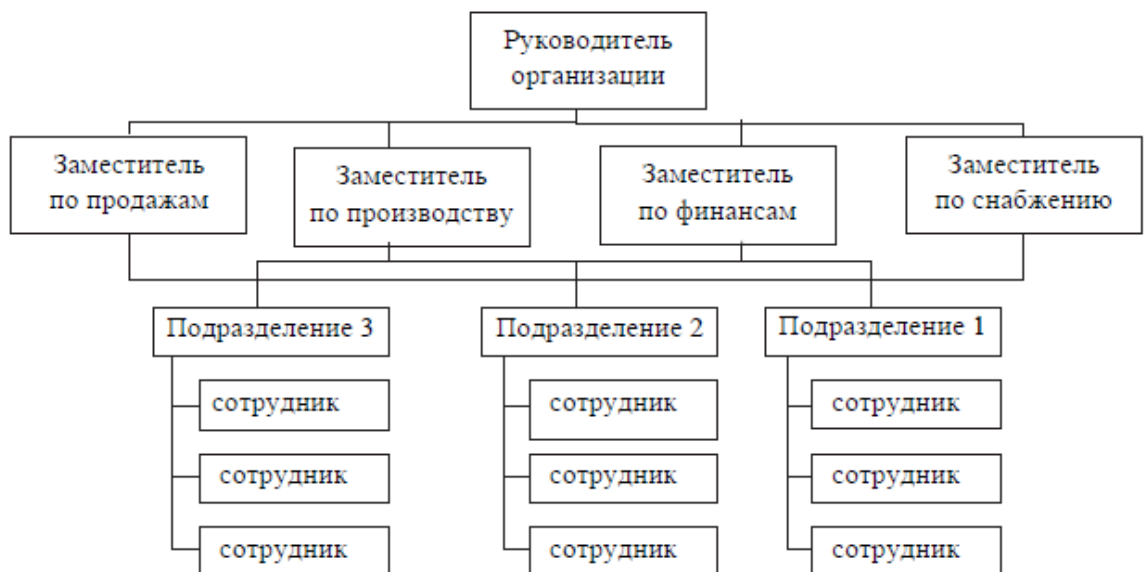 Руководитель
организации
Заместитель
по продажам
Заместитель
по производству
Заместитель
по финансам
Заместитель
по снабжению
Подразделение 3
Подразделение 2
Подразделение 1
сотрудник
сотрудник
сотрудник
сотрудник
сотрудник
сотрудник
сотрудник
сотрудник
сотрудник